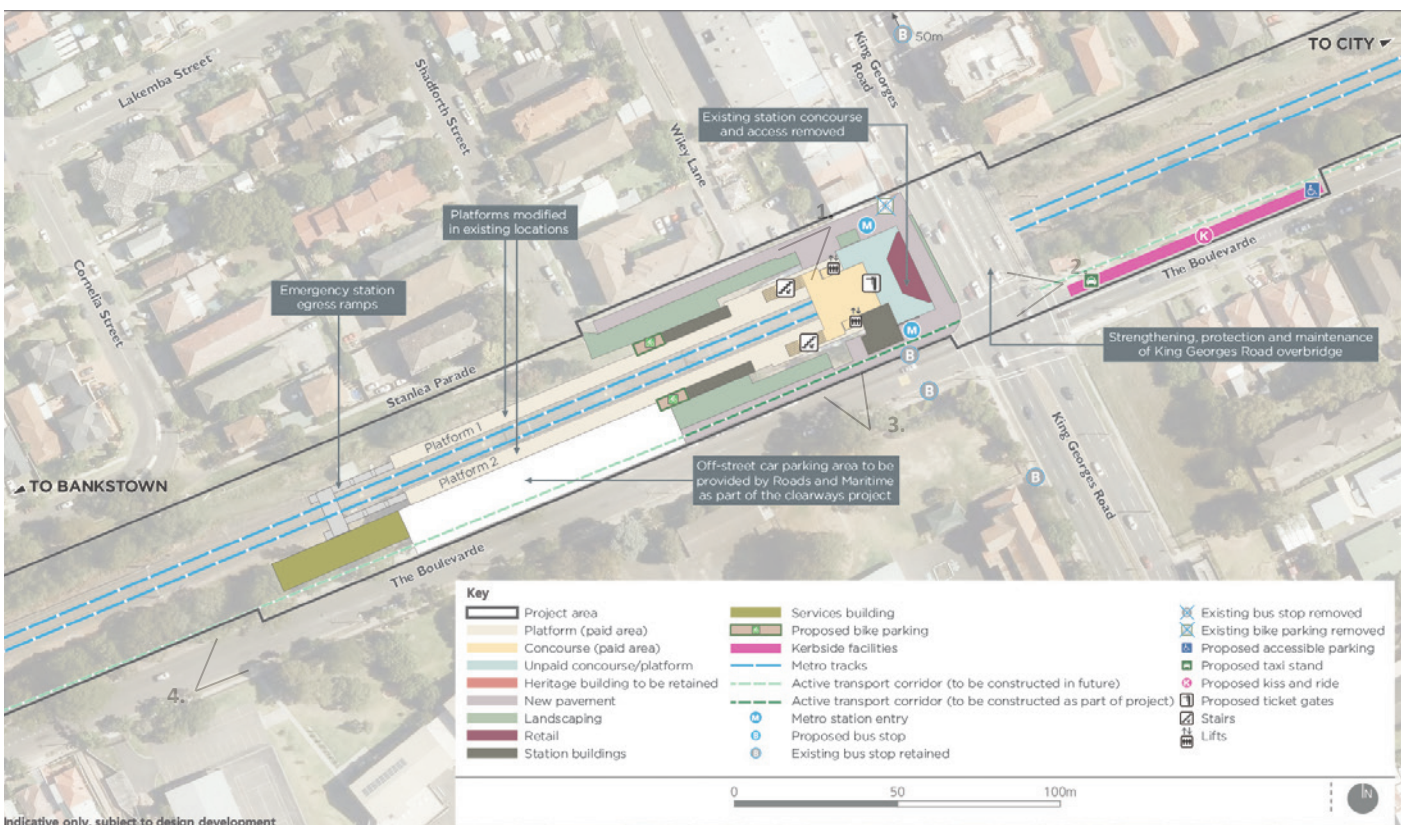 B 50m
King Georges
Road
TO CITY
Lakemba Street
Shadforth Street
Wiley Lane
Existing station concourse
and access removed
Platforms modified
in existing locations
1.
M
K
2.
The Boulevarde
Cornelia Street
Emergency station
egress ramps
M
B
B
Strengthening, protection and maintenance
of King Georges Road overbridge
Stanlea Parade
3.
Platform 1
Platform 2
King Georges Road
B
TO BANKSTOWN
Off-street car parking area to be
provided by Roads and Maritime
as part of the clearways project
The Boulevarde
4.
Key
Project area
Platform (paid area)
Concourse (paid area)
Unpaid concourse/platform
Heritage building to be retained
New pavement
Landscaping
Retail
Station buildings
Services building
Proposed bike parking
Kerbside facilities
Metro tracks
Active transport corridor (to be constructed in future)
Active transport corridor (to be constructed as part of project)
M Metro station entry
B Proposed bus stop
B Existing bus stop retained
Existing bus stop removed
Existing bike parking removed
Proposed accessible parking
Proposed taxi stand
K Proposed kiss and ride
Proposed ticket gates
Stairs
Lifts
0 50 100m
N
Indicative only, subject to design development